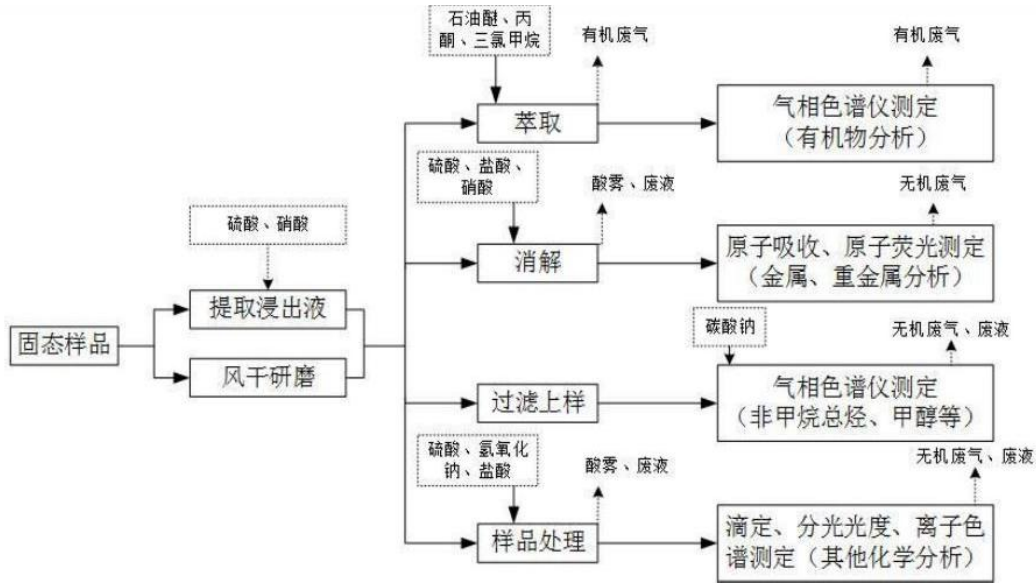 石油醚、丙
酮、三氯甲烷
有机废气
有机废气
萃取
气相色谱仪测定
（有机物分析）
硫酸、盐酸、
硝酸
酸雾、废液
无机废气
消解
原子吸收、原子荧光测定
（金属、重金属分析）
硫酸、硝酸
提取浸出液
固态样品
风干研磨
碳酸钠
无机废气、废液
过滤上样
气相色谱仪测定
（非甲烷总烃、甲醇等）
硫酸、氢氧化
钠、盐酸
酸雾、废液
无机废气、废液
样品处理
滴定、分光光度、离子色
谱测定（其他化学分析）